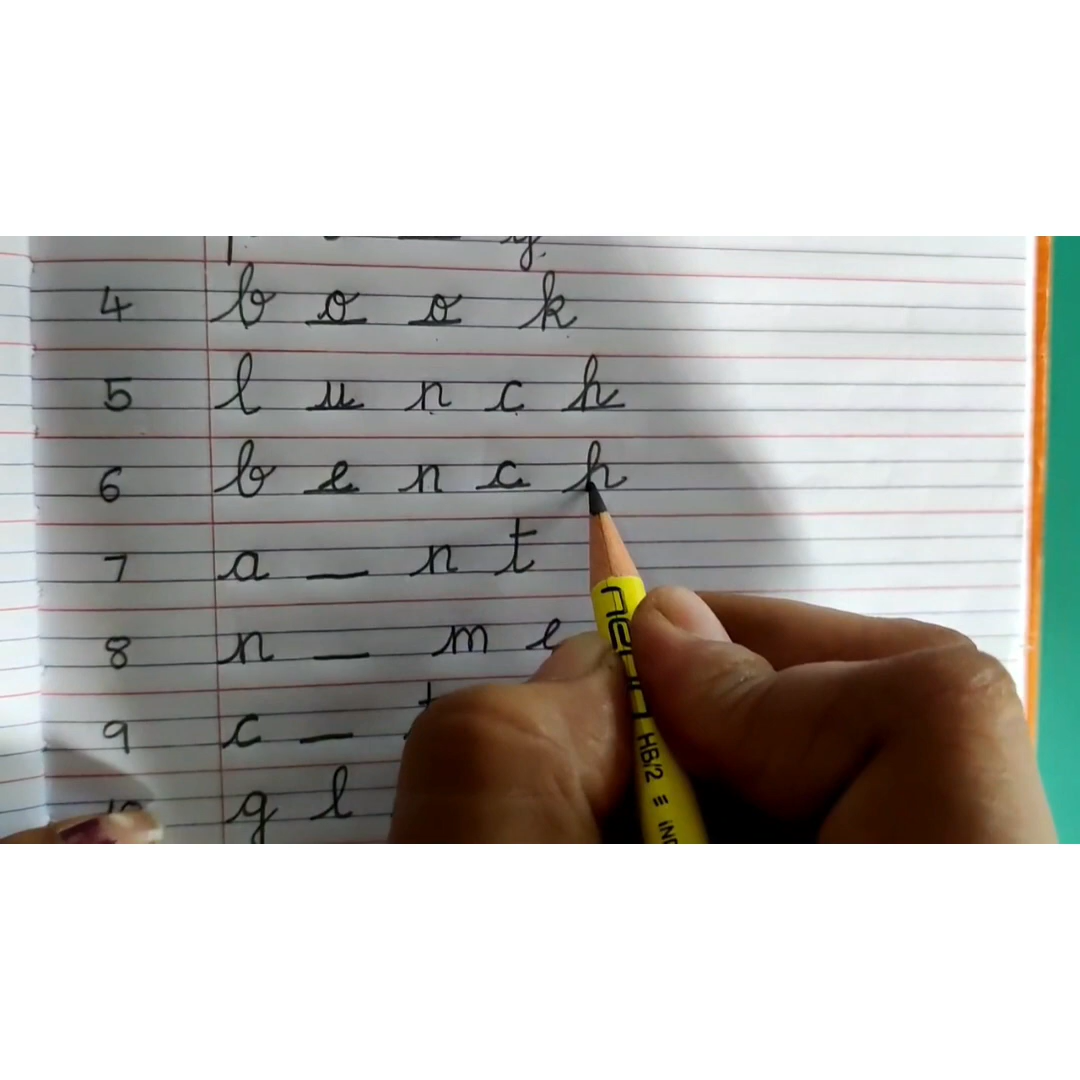 4 b o o k
5 l u n c h
6 b e n c h
7 a _ n t
8 n _ m e
9 c _ t
g l
HB/2